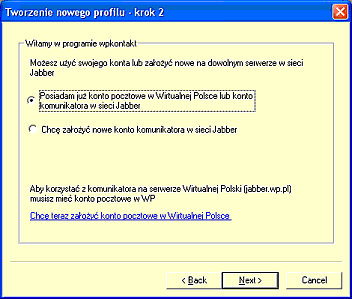 Tworzenie nowego profilu - krok 2
Witamy w programie wpkontakt
Możesz użyć swojego konta lub założyć nowe na dowolnym serwerze w sieci
Jabber
Posiadam już konto pocztowe w Wirtualnej Polsce lub konto
komunikatora w sieci Jabber
Chcę założyć nowe konto komunikatora w sieci Jabber
Aby korzystać z komunikatora na serwerze Wirtualnej Polski (jabber.wp.pl)
musisz mieć konto pocztowe w WP
Chcę teraz założyć konto pocztowe w Wirtualnej Polsce
< Back
Next >
Cancel